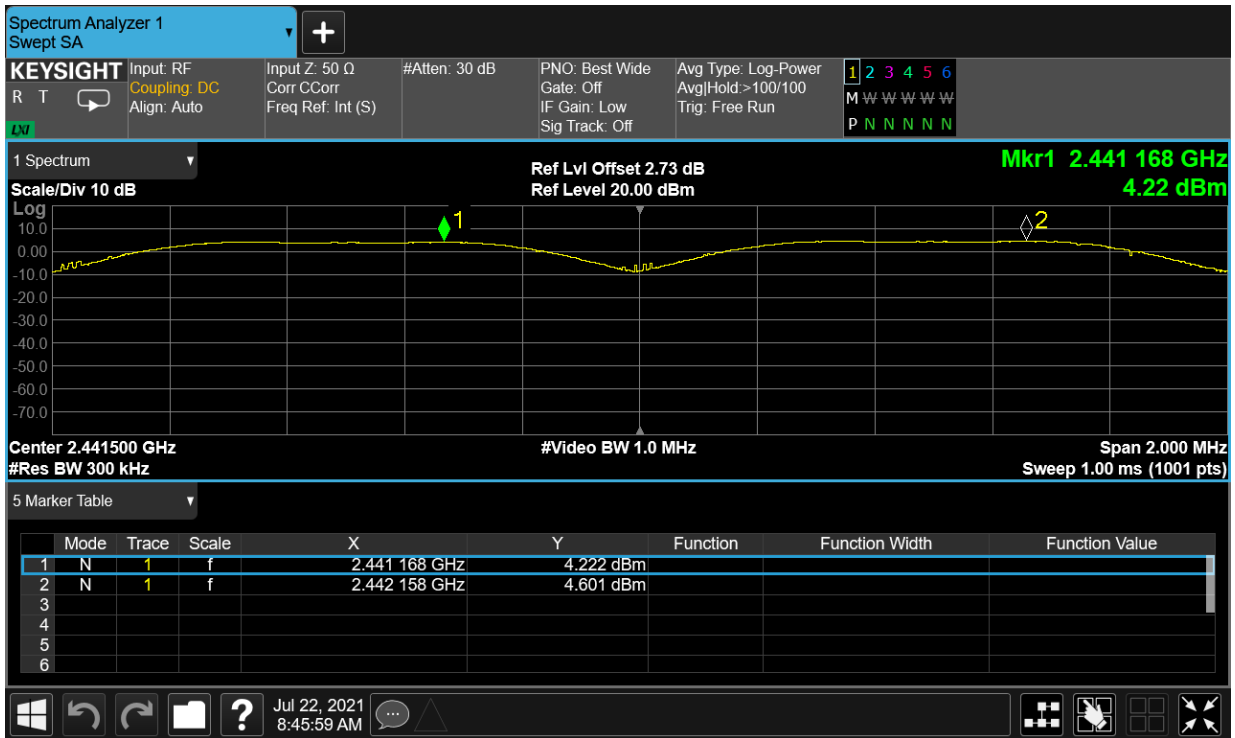 Spectrum Analyzer 1
Swept SA
+
KEYSIGHT
R T
LXI
Input: RF
Coupling: DC
Align: Auto
Input Z: 50 Ω
Corr CCorr
Freq Ref: Int (S)
#Atten: 30 dB
PNO: Best Wide
Gate: Off
IF Gain: Low
Sig Track: Off
Avg Type: Log-Power
Avg|Hold:>100/100
Trig: Free Run
1 2 3 4 5 6
M W W W W W
P N N N N N
1 Spectrum
Scale/Div 10 dB
Ref Lvl Offset 2.73 dB
Ref Level 20.00 dBm
Mkr1 2.441 168 GHz
4.22 dBm
Log
10.0
0.00
-10.0
-20.0
-30.0
-40.0
-50.0
-60.0
-70.0
1
2
Center 2.441500 GHz
#Res BW 300 kHz
#Video BW 1.0 MHz
Span 2.000 MHz
Sweep 1.00 ms (1001 pts)
5 Marker Table
Mode Trace Scale X Y Function Function Width Function Value
1 N 1 f 2.441 168 GHz 4.222 dBm
2 N 1 f 2.442 158 GHz 4.601 dBm
3
4
5
6
?
Jul 22, 2021
8:45:59 AM